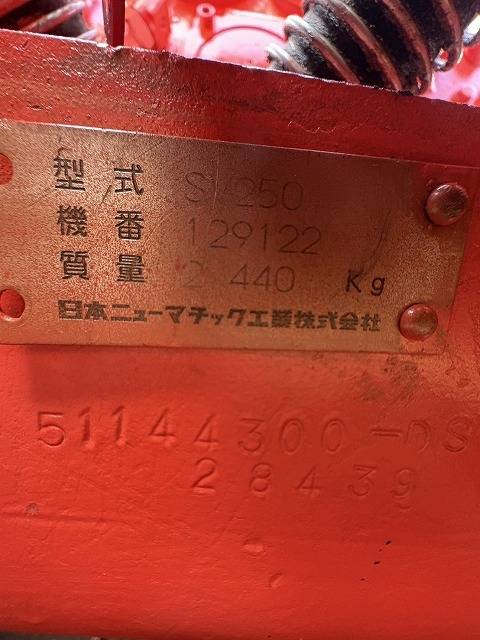 型式 SV250
機番 129122
質量 2 440 Kg
日本ニューマチック工業株式会社
51144300-0S
28439